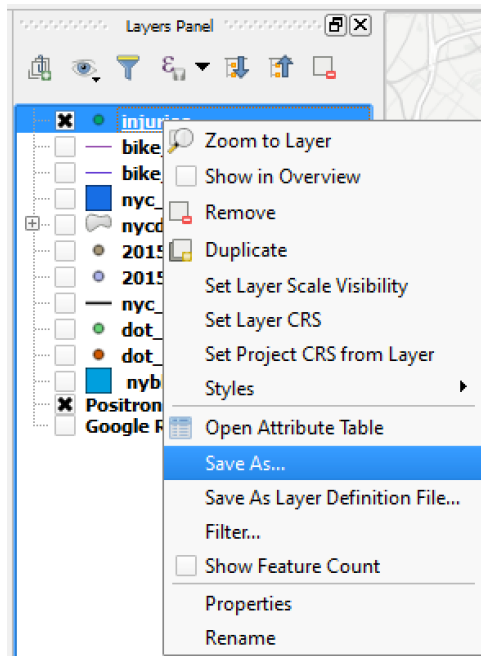 Layers Panel
injuries
Zoom to Layer
bike_
bike_
Show in Overview
nyc_
Remove
nycd
Duplicate
2015
2015
Set Layer Scale Visibility
nyc_
Set Layer CRS
dot_
dot_
Set Project CRS from Layer
nyb
Styles
Positron
Google R
Open Attribute Table
Save As...
Save As Layer Definition File...
Filter...
Show Feature Count
Properties
Rename